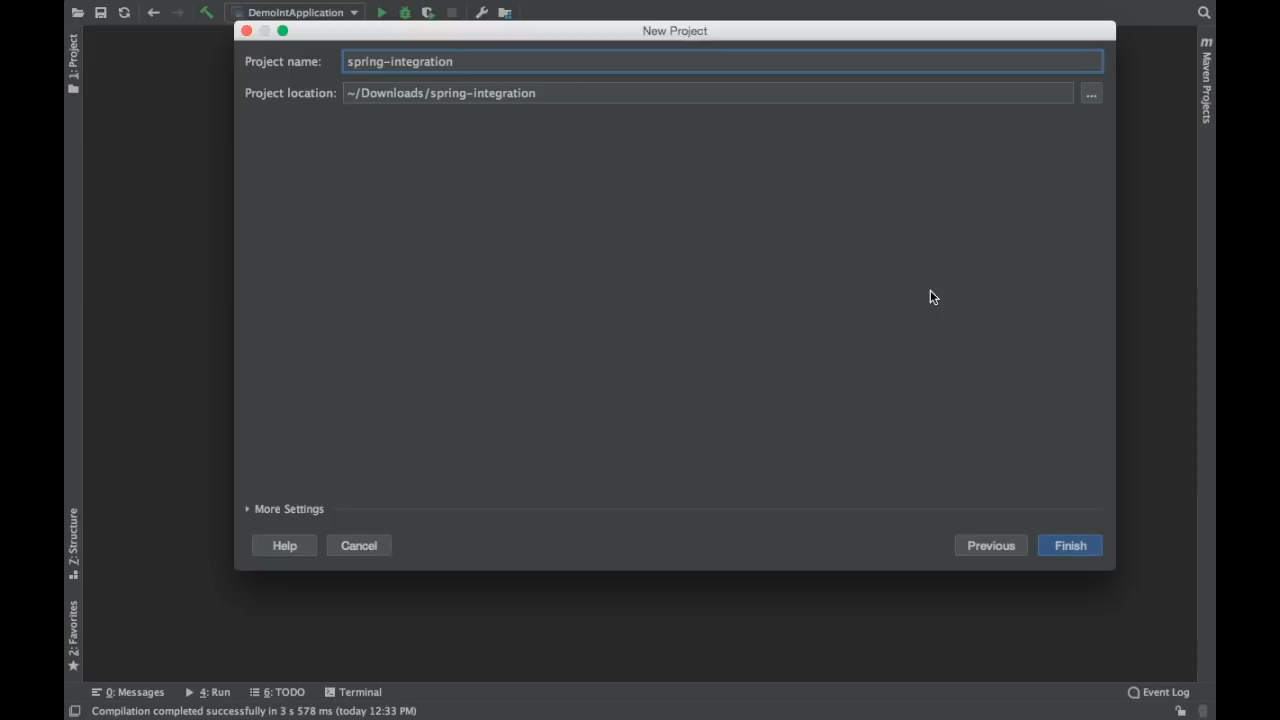 DemoIntApplication
New Project
Project name: spring-integration
Project location: ~/Downloads/spring-integration ...
More Settings
Help Cancel Previous Finish
1: Project
Z: Structure
2: Favorites
m Maven Projects
0: Messages 4: Run 6: TODO Terminal Event Log
Compilation completed successfully in 3 s 578 ms (today 12:33 PM)